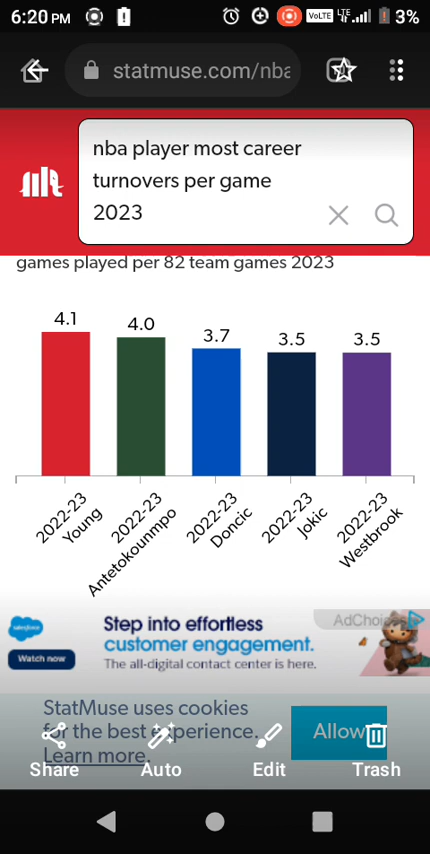 6:20 PM VoLTE LTE 3%
statmuse.com/nba
nba player most career
turnovers per game
2023
games played per 82 team games 2023
4.1
4.0
3.7
3.5
3.5
2022-23
Young
2022-23
Antetokounmpo
2022-23
Doncic
2022-23
Jokic
2022-23
Westbrook
salesforce
Watch now
Step into effortless
customer engagement.
The all-digital contact center is here.
AdChoices
StatMuse uses cookies
for the best experience.
Learn more.
Allow
Share
Auto
Edit
Trash